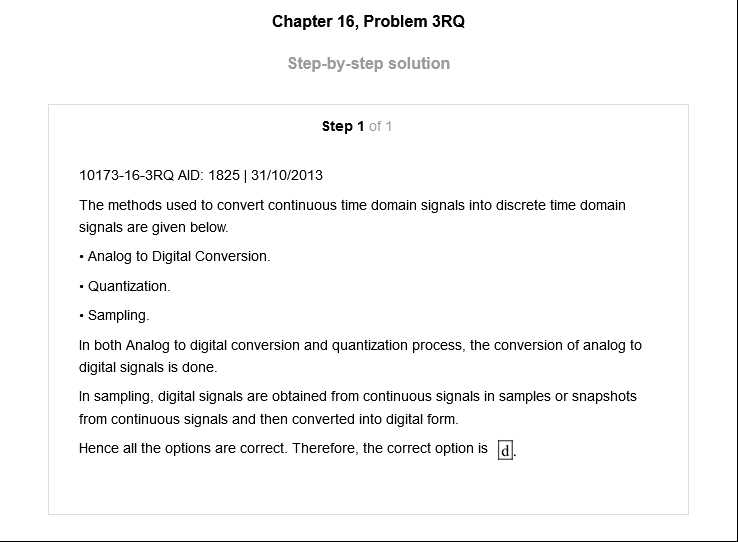 Chapter 16, Problem 3RQ
Step-by-step solution
Step 1 of 1
10173-16-3RQ AID: 1825 | 31/10/2013
The methods used to convert continuous time domain signals into discrete time domain
signals are given below.
• Analog to Digital Conversion.
• Quantization.
• Sampling.
In both Analog to digital conversion and quantization process, the conversion of analog to
digital signals is done.
In sampling, digital signals are obtained from continuous signals in samples or snapshots
from continuous signals and then converted into digital form.
Hence all the options are correct. Therefore, the correct option is d.